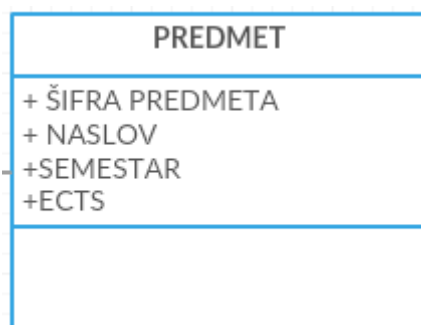 PREDMET
+ ŠIFRA PREDMETA
+ NASLOV
+SEMESTAR
+ECTS